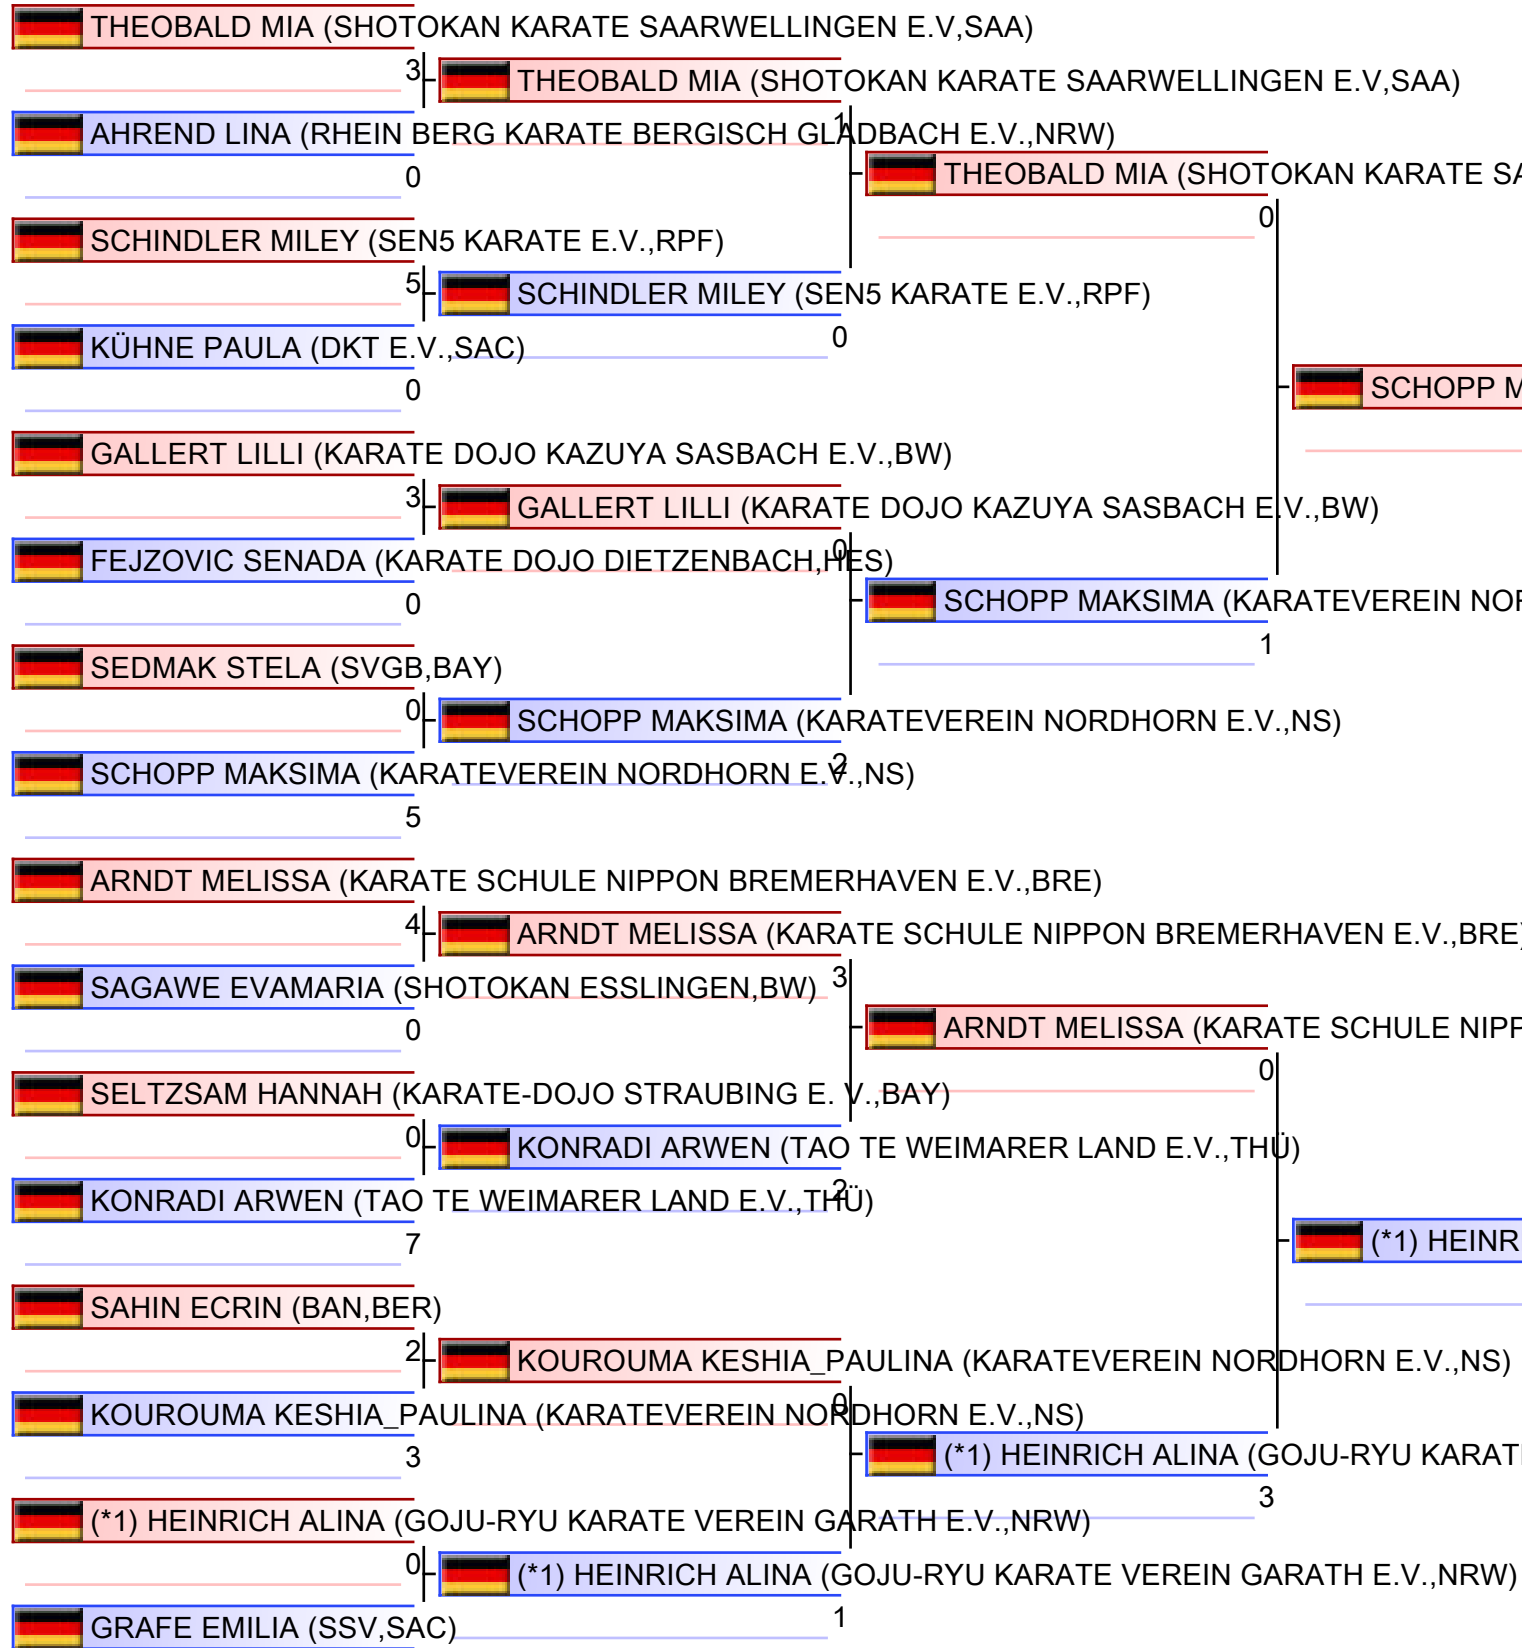 THEOBALD MIA (SHOTOKAN KARATE SAARWELLINGEN E.V,SAA)
3
THEOBALD MIA (SHOTOKAN KARATE SAARWELLINGEN E.V,SAA)
1
AHREND LINA (RHEIN BERG KARATE BERGISCH GLADBACH E.V.,NRW)
0
THEOBALD MIA (SHOTOKAN KARATE SA
0
SCHINDLER MILEY (SEN5 KARATE E.V.,RPF)
5
SCHINDLER MILEY (SEN5 KARATE E.V.,RPF)
0
KÜHNE PAULA (DKT E.V.,SAC)
0
SCHOPP M
GALLERT LILLI (KARATE DOJO KAZUYA SASBACH E.V.,BW)
3
GALLERT LILLI (KARATE DOJO KAZUYA SASBACH E.V.,BW)
0
FEJZOVIC SENADA (KARATE DOJO DIETZENBACH,HES)
0
SCHOPP MAKSIMA (KARATEVEREIN NOR
1
SEDMAK STELA (SVGB,BAY)
0
SCHOPP MAKSIMA (KARATEVEREIN NORDHORN E.V.,NS)
2
SCHOPP MAKSIMA (KARATEVEREIN NORDHORN E.V.,NS)
5
ARNDT MELISSA (KARATE SCHULE NIPPON BREMERHAVEN E.V.,BRE)
4
ARNDT MELISSA (KARATE SCHULE NIPPON BREMERHAVEN E.V.,BRE)
3
SAGAWE EVAMARIA (SHOTOKAN ESSLINGEN,BW)
0
ARNDT MELISSA (KARATE SCHULE NIPP
0
SELTZSAM HANNAH (KARATE-DOJO STRAUBING E. V.,BAY)
0
KONRADI ARWEN (TAO TE WEIMARER LAND E.V.,THÜ)
2
KONRADI ARWEN (TAO TE WEIMARER LAND E.V.,THÜ)
7
(*1) HEINR
SAHIN ECRIN (BAN,BER)
2
KOUROUMA KESHIA_PAULINA (KARATEVEREIN NORDHORN E.V.,NS)
0
KOUROUMA KESHIA_PAULINA (KARATEVEREIN NORDHORN E.V.,NS)
3
(*1) HEINRICH ALINA (GOJU-RYU KARATE
3
(*1) HEINRICH ALINA (GOJU-RYU KARATE VEREIN GARATH E.V.,NRW)
0
(*1) HEINRICH ALINA (GOJU-RYU KARATE VEREIN GARATH E.V.,NRW)
1
GRAFE EMILIA (SSV,SAC)